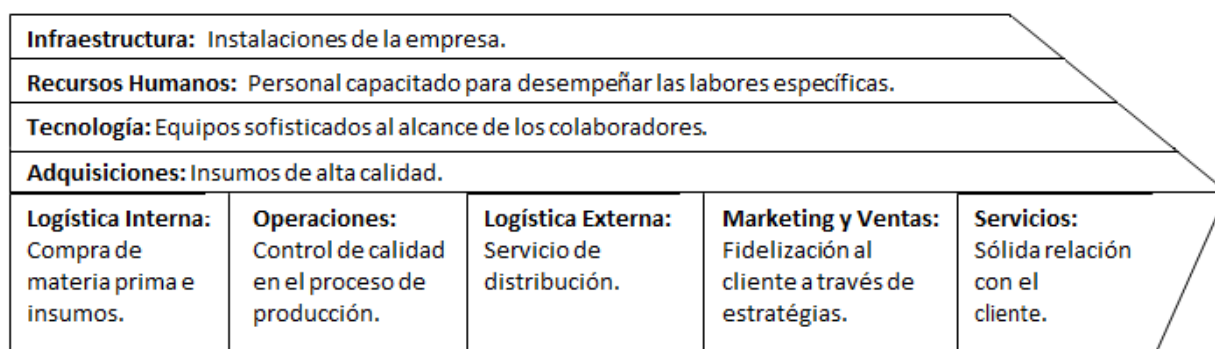 Infraestructura: Instalaciones de la empresa.
Recursos Humanos: Personal capacitado para desempeñar las labores específicas.
Tecnología: Equipos sofisticados al alcance de los colaboradores.
Adquisiciones: Insumos de alta calidad.
Logística Interna:
Compra de
materia prima e
insumos.
Operaciones:
Control de calidad
en el proceso de
producción.
Logística Externa:
Servicio de
distribución.
Marketing y Ventas:
Fidelización al
cliente a través de
estratégias.
Servicios:
Sólida relación
con el
cliente.